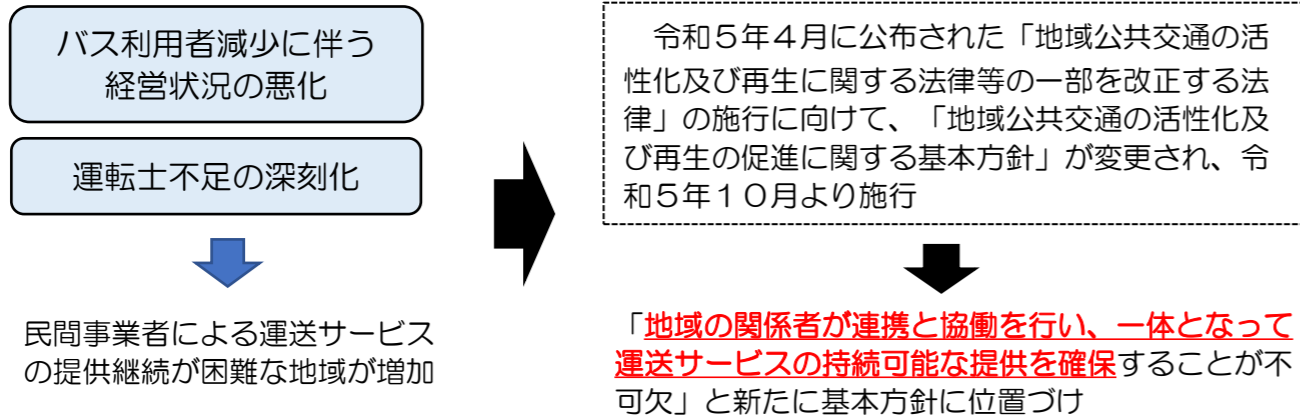 バス利用者減少に伴う
経営状況の悪化
運転士不足の深刻化
民間事業者による運送サービス
の提供継続が困難な地域が増加
令和５年４月に公布された「地域公共交通の活
性化及び再生に関する法律等の一部を改正する法
律」の施行に向けて、「地域公共交通の活性化及
び再生の促進に関する基本方針」が変更され、令
和５年１０月より施行
「地域の関係者が連携と協働を行い、一体となって
運送サービスの持続可能な提供を確保することが不
可欠」と新たに基本方針に位置づけ